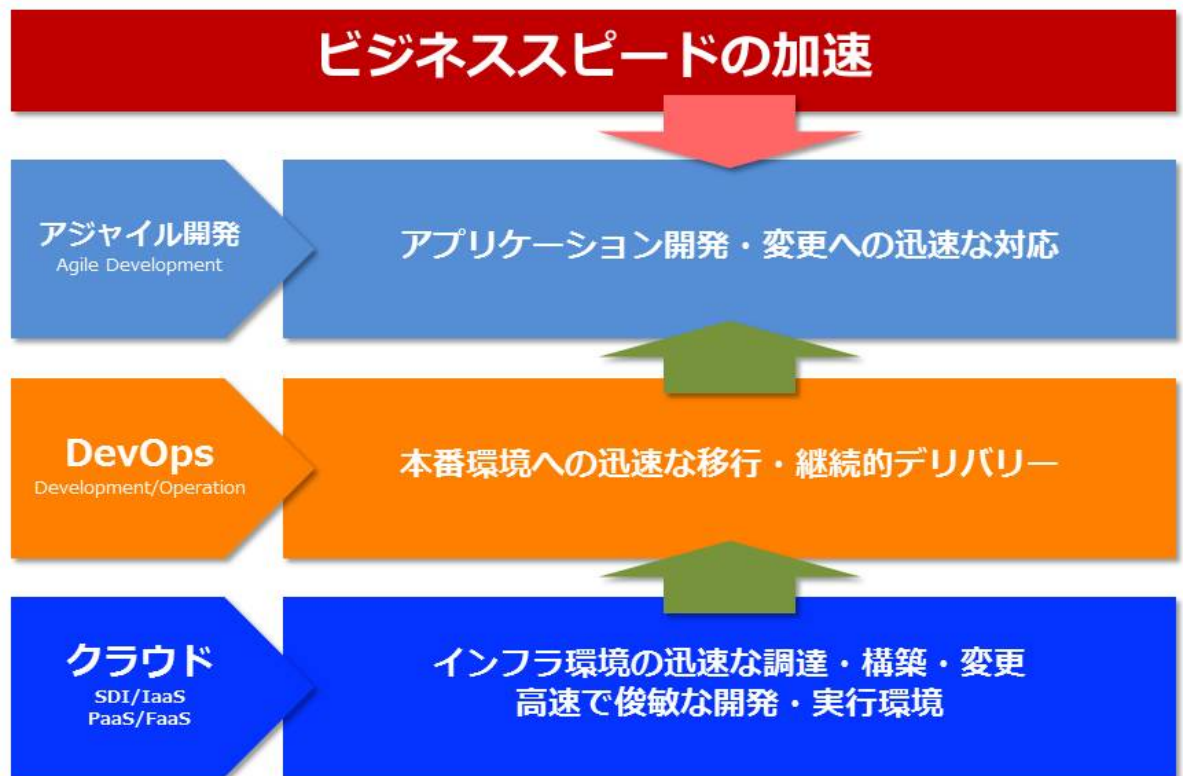 ビジネススピードの加速
アジャイル開発
Agile Development
アプリケーション開発・変更への迅速な対応
DevOps
Development/Operation
本番環境への迅速な移行・継続的デリバリー
クラウド
SDI/IaaS
PaaS/FaaS
インフラ環境の迅速な調達・構築・変更
高速で俊敏な開発・実行環境